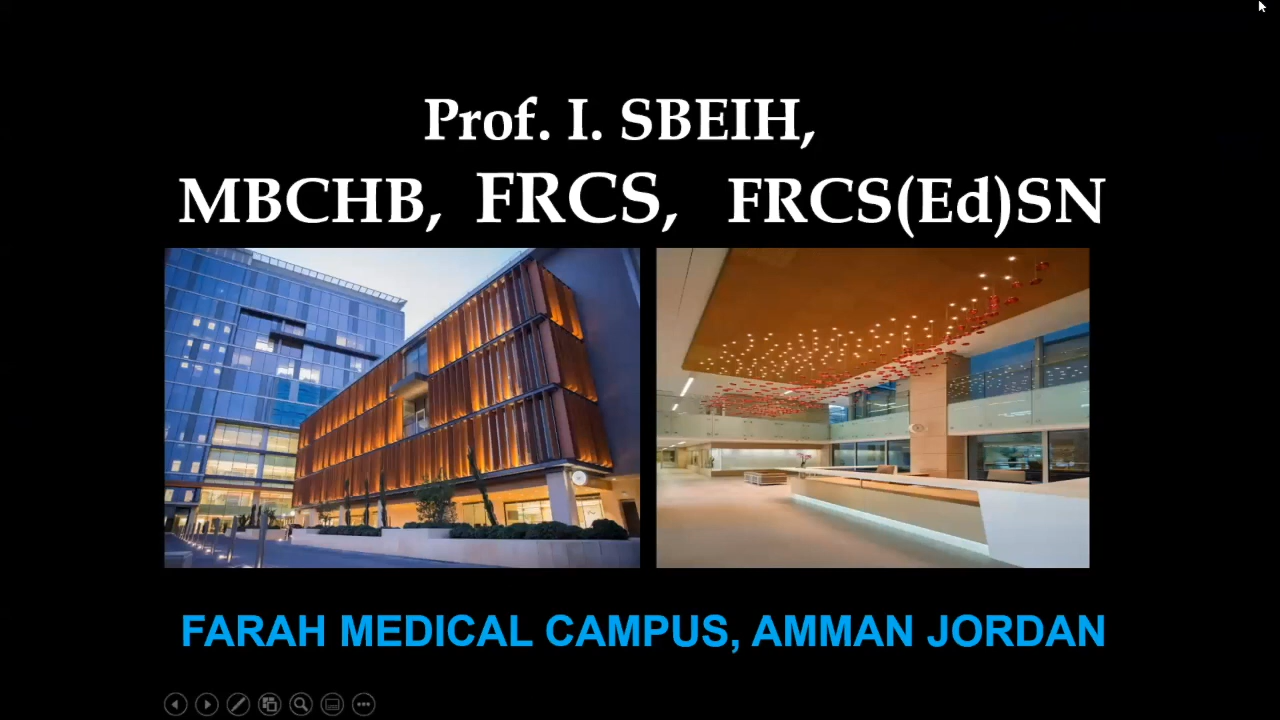 Prof. I. SBEIH,
MBCHB, FRCS, FRCS(Ed)SN
FARAH MEDICAL CAMPUS, AMMAN JORDAN